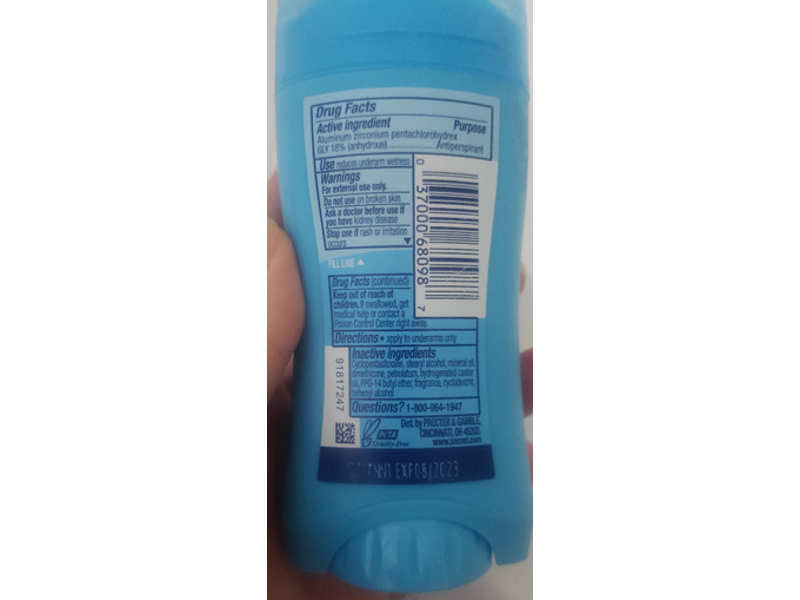 Drug Facts
Active ingredient Purpose
Aluminum zirconium pentachlorohydrex
GLY 18% (anhydrous)..........Antiperspirant
Use reduces underarm wetness
Warnings
For external use only.
Do not use on broken skin
Ask a doctor before use if
you have kidney disease
Stop use if rash or irritation
occurs
0 37000 68098 7
FILL LINE
Drug Facts (continued)
Keep out of reach of
children. If swallowed, get
medical help or contact a
Poison Control Center right away.
Directions • apply to underarms only
Inactive ingredients
Cyclopentasiloxane, stearyl alcohol, mineral oil,
dimethicone, petrolatum, hydrogenated castor
oil, PPG-14 butyl ether, fragrance, cyclodextrin,
behenyl alcohol
91817247
Questions? 1-800-964-1947
PETA
Cruelty-Free
Dist. by PROCTER & GAMBLE,
CINCINNATI, OH 45202.
www.secret.com
EXP08/2023